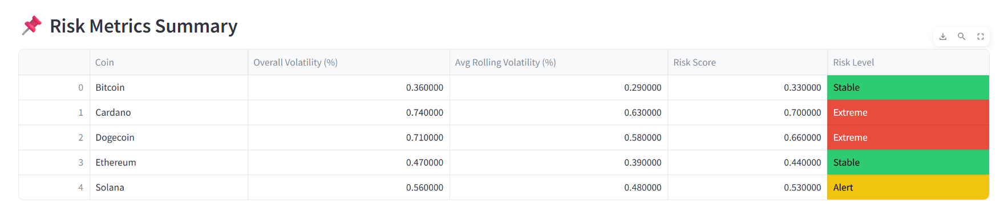 Risk Metrics Summary
Coin Overall Volatility (%) Avg Rolling Volatility (%) Risk Score Risk Level
0 Bitcoin 0.360000 0.290000 0.330000 Stable
1 Cardano 0.740000 0.630000 0.700000 Extreme
2 Dogecoin 0.710000 0.580000 0.660000 Extreme
3 Ethereum 0.470000 0.390000 0.440000 Stable
4 Solana 0.560000 0.480000 0.530000 Alert